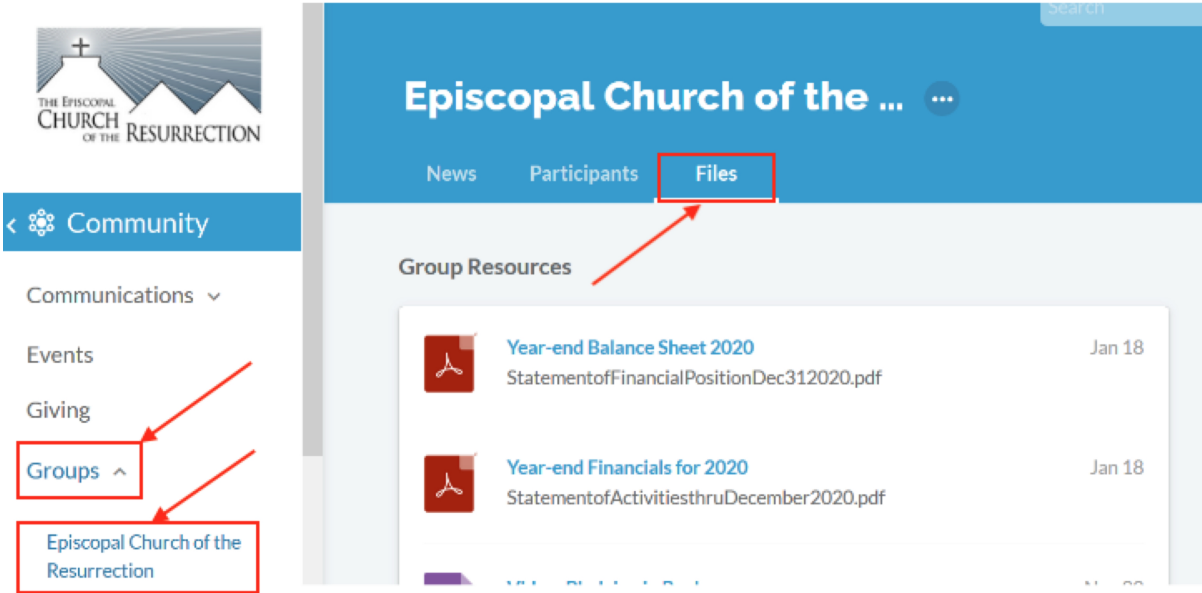 THE EPISCOPAL
CHURCH
OF THE RESURRECTION
Community
Communications
Events
Giving
Groups
Episcopal Church of the
Resurrection
Search
Episcopal Church of the ...
News Participants Files
Group Resources
Year-end Balance Sheet 2020 Jan 18
StatementofFinancialPositionDec312020.pdf
Year-end Financials for 2020 Jan 18
StatementofActivitiesthruDecember2020.pdf